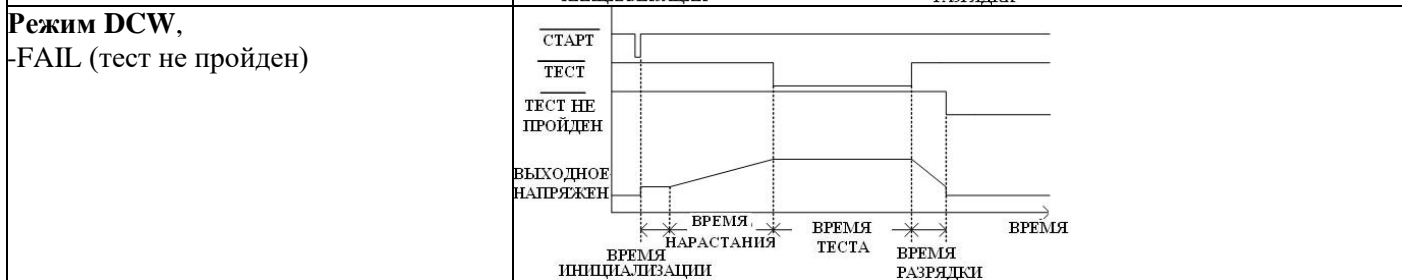 Режим DCW,
-FAIL (тест не пройден)
СТАРТ
ТЕСТ
ТЕСТ НЕ
ПРОЙДЕН
ВЫХОДНОЕ
НАПРЯЖЕН
ВРЕМЯ
НАРАСТАНИЯ
ВРЕМЯ
ТЕСТА
ВРЕМЯ
ВРЕМЯ
ИНИЦИАЛИЗАЦИИ
ВРЕМЯ
РАЗРЯДКИ